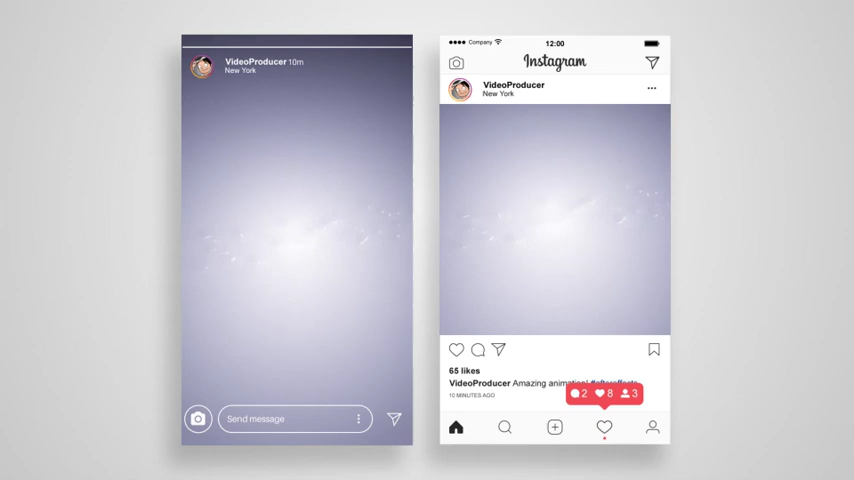 VideoProducer 10m
New York
Send message
Company
12:00
Instagram
VideoProducer
New York
65 likes
VideoProducer Amazing animation! #aftereffects
10 MINUTES AGO
2 8 3